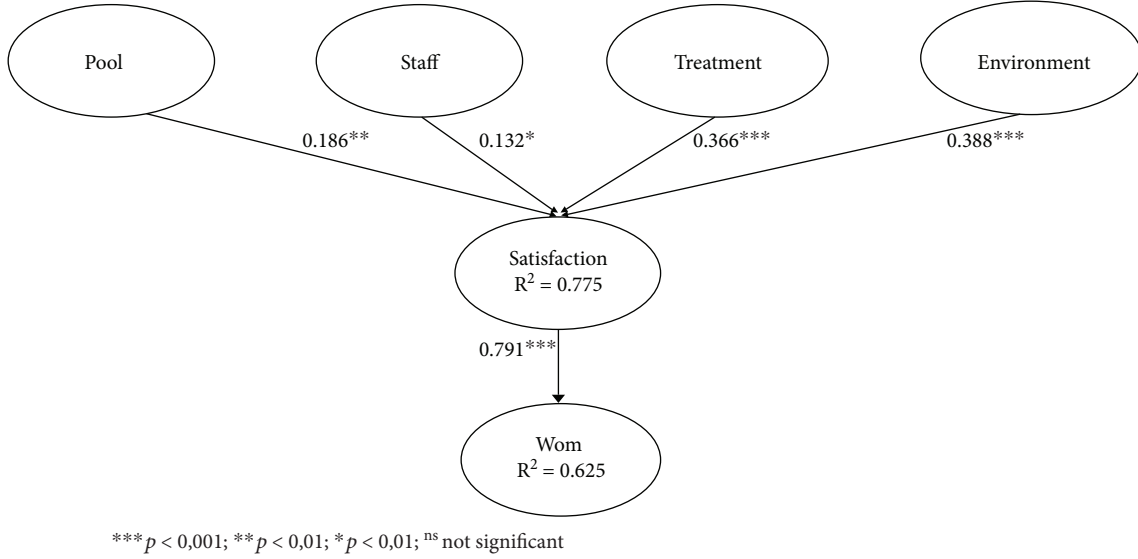 Pool
Staff
Treatment
Environment
0.186**
0.132*
0.366***
0.388***
Satisfaction
R² = 0.775
0.791***
Wom
R² = 0.625
***p < 0,001; **p < 0,01; *p < 0,01; ⁿˢ not significant